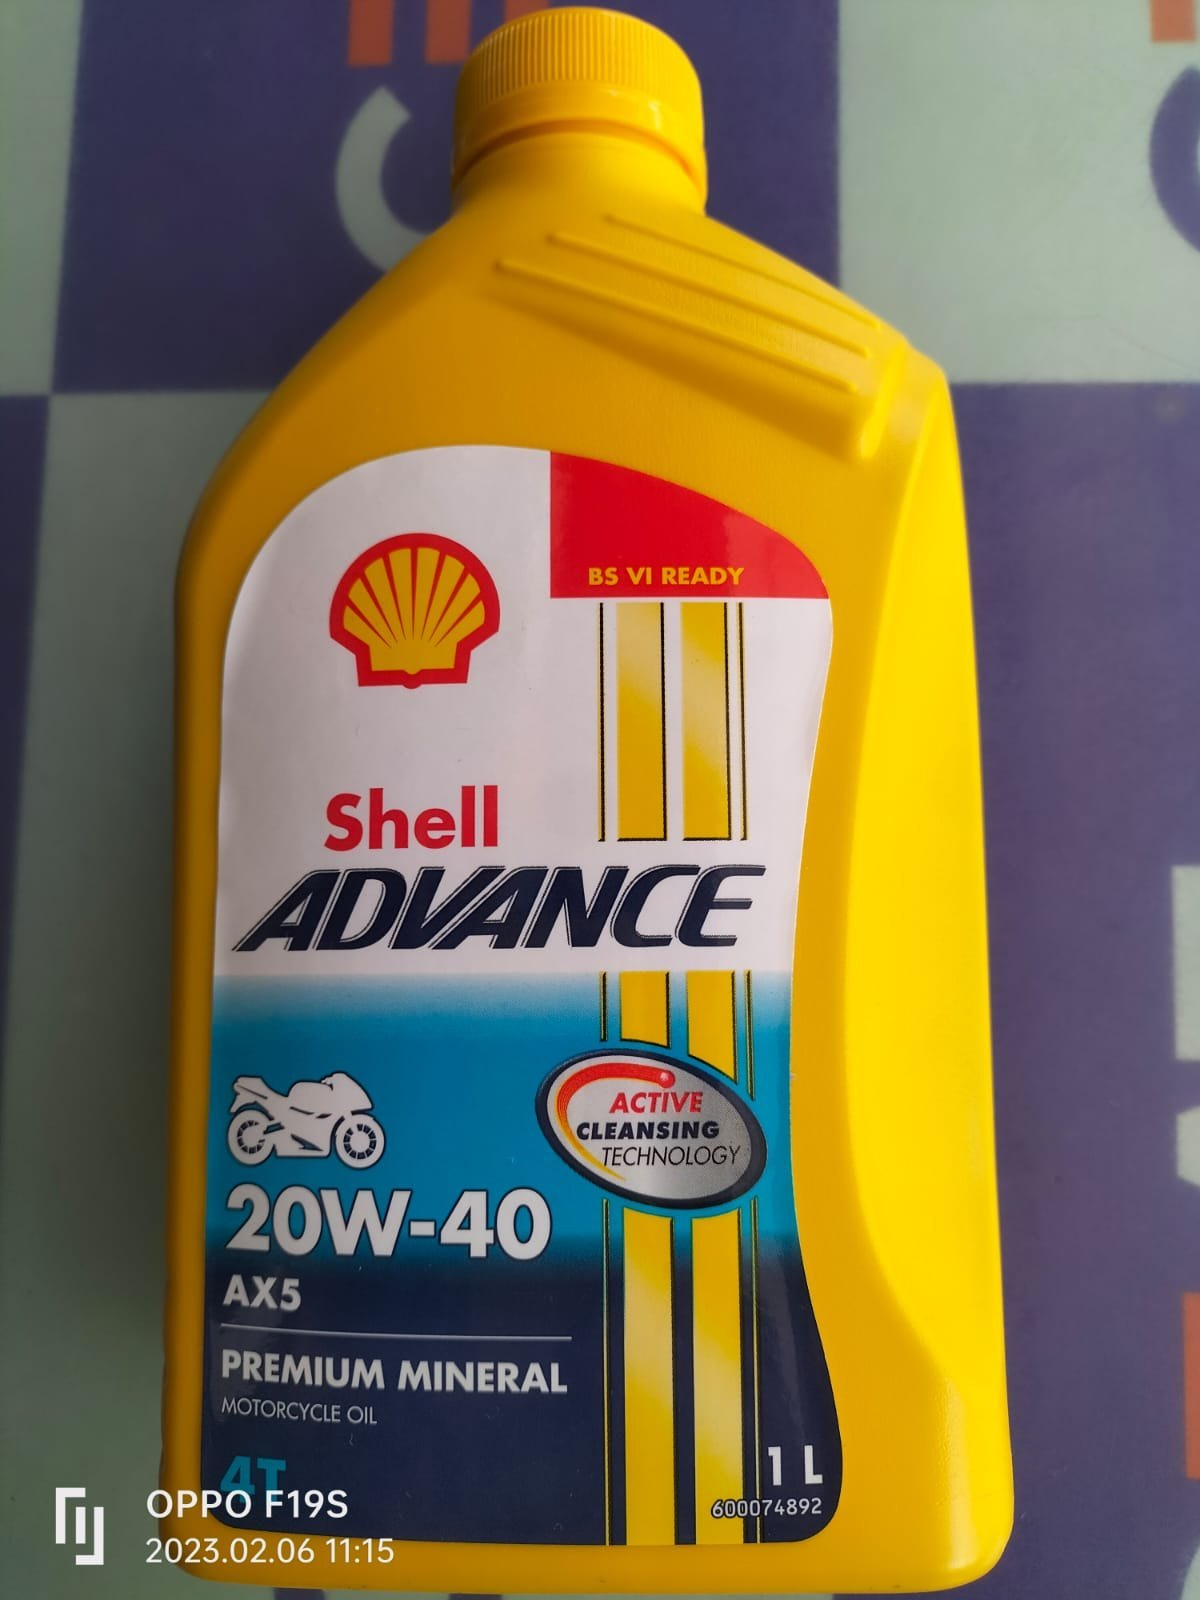 BS VI READY
Shell
ADVANCE
ACTIVE
CLEANSING
TECHNOLOGY
20W-40
AX5
PREMIUM MINERAL
MOTORCYCLE OIL
4T
1 L
600074892
OPPO F19S
2023.02.06 11:15